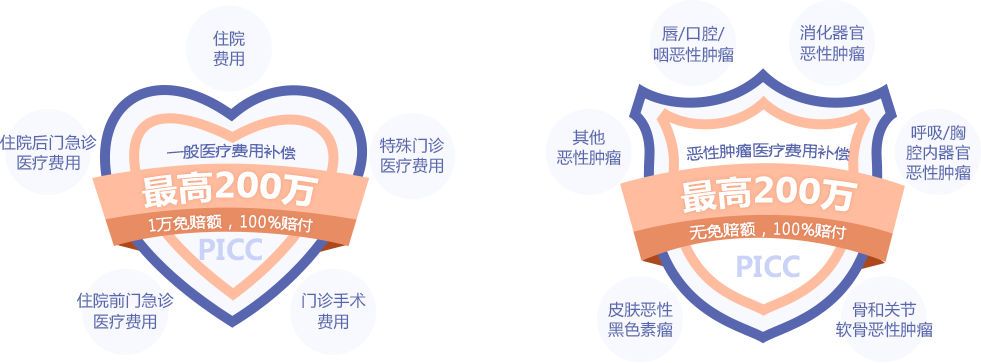 住院
费用
住院后门急诊
医疗费用
特殊门诊
医疗费用
一般医疗费用补偿
最高200万
1万免赔额，100%赔付
PICC
住院前门急诊
医疗费用
门诊手术
费用
唇/口腔/
咽恶性肿瘤
消化器官
恶性肿瘤
其他
恶性肿瘤
呼吸/胸
腔内器官
恶性肿瘤
恶性肿瘤医疗费用补偿
最高200万
无免赔额，100%赔付
PICC
皮肤恶性
黑色素瘤
骨和关节
软骨恶性肿瘤